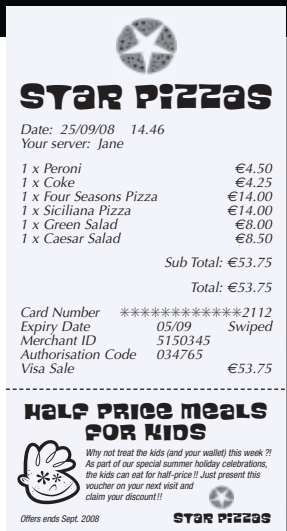 STAR PIZZAS
Date: 25/09/08 14.46
Your server: Jane
1 x Peroni €4.50
1 x Coke €4.25
1 x Four Seasons Pizza €14.00
1 x Siciliana Pizza €14.00
1 x Green Salad €8.00
1 x Caesar Salad €8.50
Sub Total: €53.75
Total: €53.75
Card Number ************2112
Expiry Date 05/09 Swiped
Merchant ID 5150345
Authorisation Code 034765
Visa Sale €53.75
HALF PRICE MEALS
FOR KIDS
Why not treat the kids (and your wallet) this week ?!
As part of our special summer holiday celebrations,
the kids can eat for half-price !! Just present this
voucher on your next visit and
claim your discount!!
Offers ends Sept. 2008
STAR PIZZAS